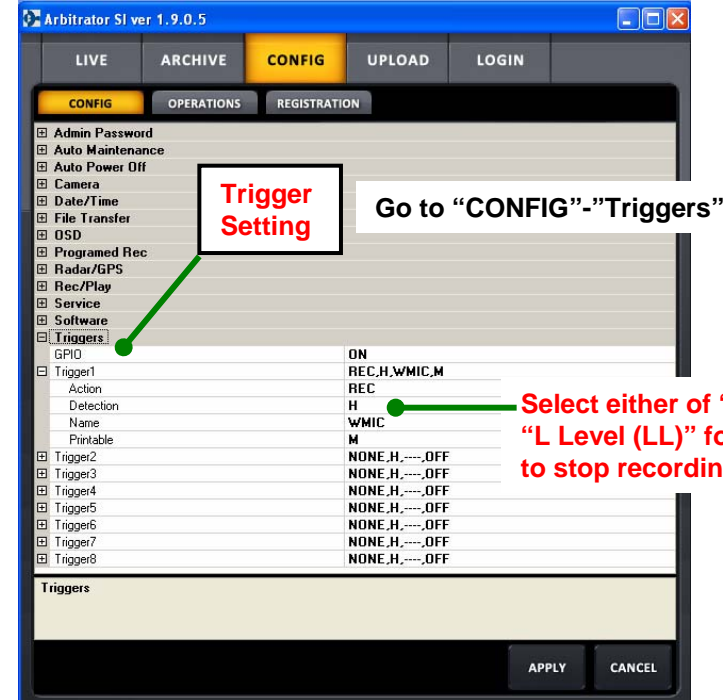 Arbitrator SI ver 1.9.0.5
LIVE ARCHIVE CONFIG UPLOAD LOGIN
CONFIG OPERATIONS REGISTRATION
Admin Password
Auto Maintenance
Auto Power Off
Camera
Date/Time
File Transfer
OSD
Programed Rec
Radar/GPS
Rec/Play
Service
Software
Triggers
GPIO ON
Trigger1 REC,H,WMIC,M
Action REC
Detection H
Name WMIC
Printable M
Trigger2 NONE,H,----,OFF
Trigger3 NONE,H,----,OFF
Trigger4 NONE,H,----,OFF
Trigger5 NONE,H,----,OFF
Trigger6 NONE,H,----,OFF
Trigger7 NONE,H,----,OFF
Trigger8 NONE,H,----,OFF
Triggers
APPLY CANCEL
Trigger
Setting
Go to “CONFIG”-”Triggers”
Select either of “
“L Level (LL)” fo
to stop recordin